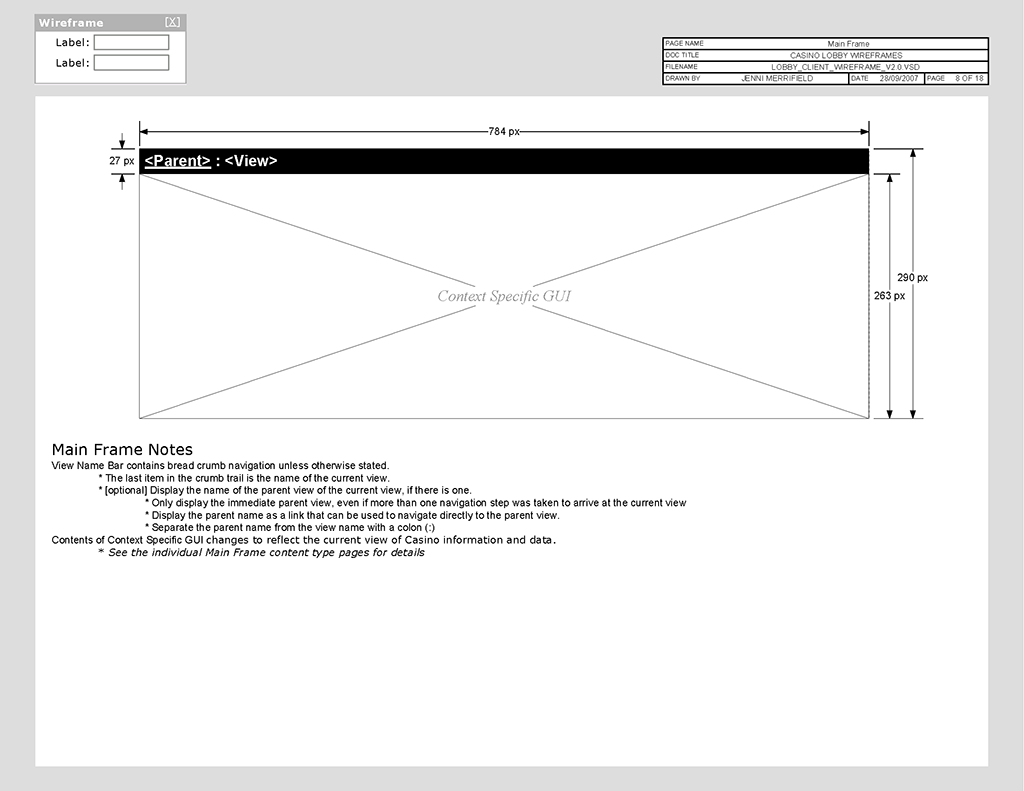 Wireframe [X]
Label:
Label:
PAGE NAME Main Frame
DOC TITLE CASINO LOBBY WIREFRAMES
FILENAME LOBBY_CLIENT_WIREFRAME_V2.0.VSD
DRAWN BY JENNI MERRIFIELD DATE 28/09/2007 PAGE 8 OF 18
784 px
27 px
<Parent> : <View>
290 px
Context Specific GUI
263 px
Main Frame Notes
View Name Bar contains bread crumb navigation unless otherwise stated.
* The last item in the crumb trail is the name of the current view.
* [optional] Display the name of the parent view of the current view, if there is one.
* Only display the immediate parent view, even if more than one navigation step was taken to arrive at the current view
* Display the parent name as a link that can be used to navigate directly to the parent view.
* Separate the parent name from the view name with a colon (:)
Contents of Context Specific GUI changes to reflect the current view of Casino information and data.
* See the individual Main Frame content type pages for details